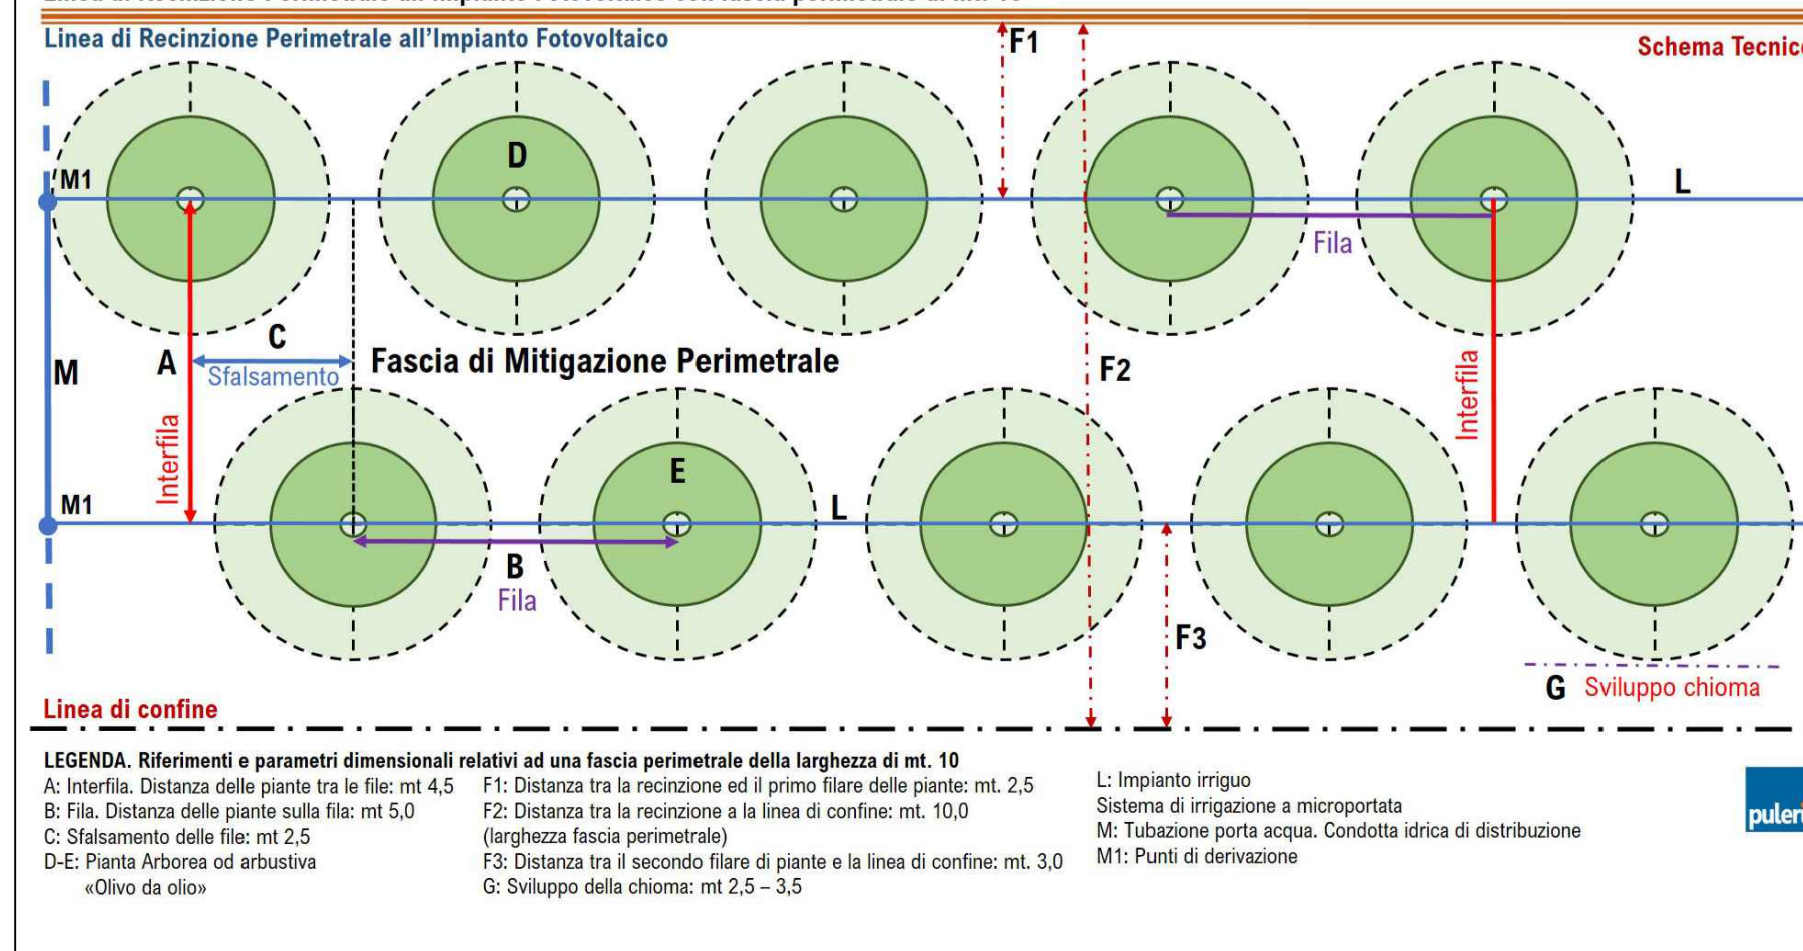 Linea di Recinzione Perimetrale all'Impianto Fotovoltaico
F1
Schema Tecnico
D
M1
L
Fila
C
A
Sfalsamento
Fascia di Mitigazione Perimetrale
M
F2
Interfila
Interfila
E
M1
L
B
Fila
F3
G Sviluppo chioma
Linea di confine
LEGENDA. Riferimenti e parametri dimensionali relativi ad una fascia perimetrale della larghezza di mt. 10
A: Interfila. Distanza delle piante tra le file: mt 4,5
B: Fila. Distanza delle piante sulla fila: mt 5,0
C: Sfalsamento delle file: mt 2,5
D-E: Pianta Arborea od arbustiva
«Olivo da olio»
F1: Distanza tra la recinzione ed il primo filare delle piante: mt. 2,5
F2: Distanza tra la recinzione a la linea di confine: mt. 10,0
(larghezza fascia perimetrale)
F3: Distanza tra il secondo filare di piante e la linea di confine: mt. 3,0
G: Sviluppo della chioma: mt 2,5 – 3,5
L: Impianto irriguo
Sistema di irrigazione a microportata
M: Tubazione porta acqua. Condotta idrica di distribuzione
M1: Punti di derivazione